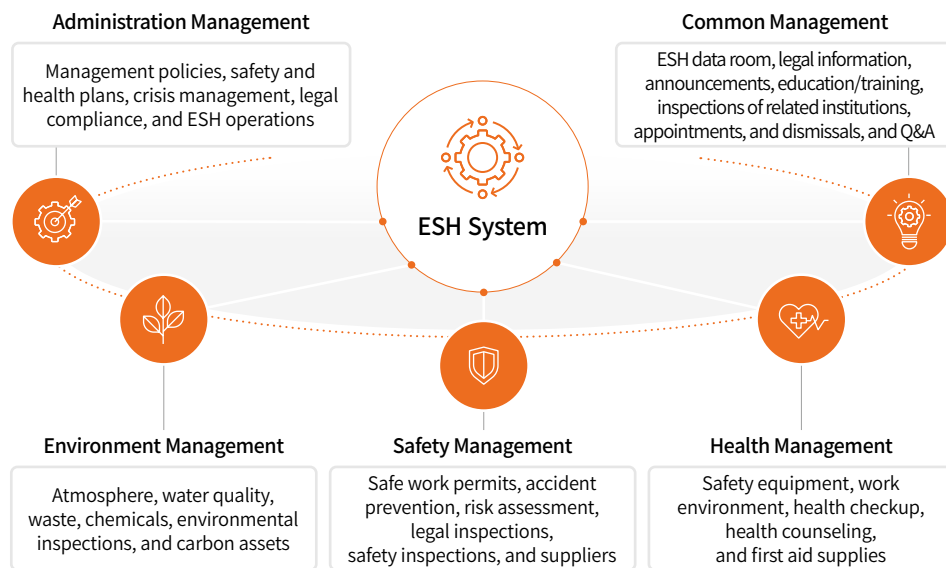 Administration Management
Management policies, safety and
health plans, crisis management, legal
compliance, and ESH operations
Common Management
ESH data room, legal information,
announcements, education/training,
inspections of related institutions,
appointments, and dismissals, and Q&A
ESH System
Environment Management
Atmosphere, water quality,
waste, chemicals, environmental
inspections, and carbon assets
Safety Management
Safe work permits, accident
prevention, risk assessment,
legal inspections,
safety inspections, and suppliers
Health Management
Safety equipment, work
environment, health checkup,
health counseling,
and first aid supplies